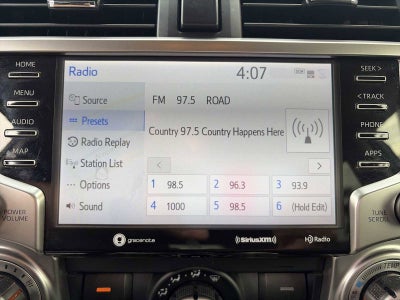 HOME
MENU
AUDIO
MAP
POWER
VOLUME
Radio
4:07
Source
Presets
Radio Replay
Station List
Options
Sound
FM 97.5 ROAD
Country 97.5 Country Happens Here
<
>
1 98.5
2 96.3
3 93.9
4 1000
5 98.5
6 (Hold Edit)
gracenote
((SiriusXM))
HD Radio
SEEK >
< TRACK
PHONE
APPS
TUNE
SCROLL
TEMP